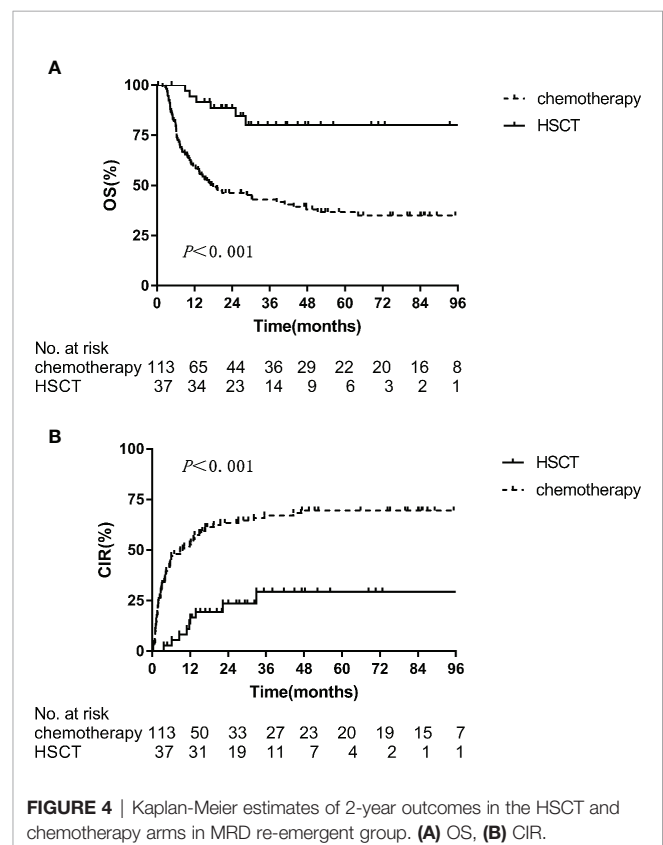 A
100
75
50
25
0
OS(%)
P<0.001
chemotherapy
HSCT
0 12 24 36 48 60 72 84 96
Time(months)
No. at risk
chemotherapy 113 65 44 36 29 22 20 16 8
HSCT 37 34 23 14 9 6 3 2 1
B
100
75
50
25
0
CIR(%)
P<0.001
HSCT
chemotherapy
0 12 24 36 48 60 72 84 96
Time(months)
No. at risk
chemotherapy 113 50 33 27 23 20 19 15 7
HSCT 37 31 19 11 7 4 2 1 1
FIGURE 4 | Kaplan-Meier estimates of 2-year outcomes in the HSCT and
chemotherapy arms in MRD re-emergent group. (A) OS, (B) CIR.